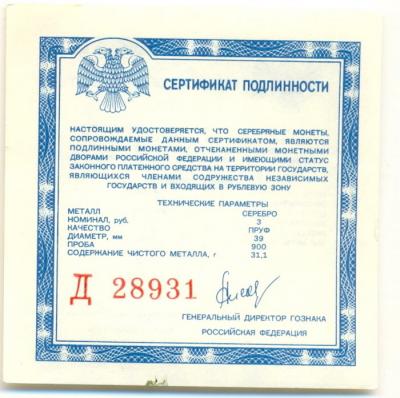 СЕРТИФИКАТ ПОДЛИННОСТИ
НАСТОЯЩИМ УДОСТОВЕРЯЕТСЯ, ЧТО СЕРЕБРЯНЫЕ МОНЕТЫ,
СОПРОВОЖДАЕМЫЕ ДАННЫМ СЕРТИФИКАТОМ, ЯВЛЯЮТСЯ
ПОДЛИННЫМИ МОНЕТАМИ, ОТЧЕКАНЕННЫМИ МОНЕТНЫМИ
ДВОРАМИ РОССИЙСКОЙ ФЕДЕРАЦИИ И ИМЕЮЩИМИ СТАТУС
ЗАКОННОГО ПЛАТЕЖНОГО СРЕДСТВА НА ТЕРРИТОРИИ ГОСУДАРСТВ,
ЯВЛЯЮЩИХСЯ ЧЛЕНАМИ СОДРУЖЕСТВА НЕЗАВИСИМЫХ
ГОСУДАРСТВ И ВХОДЯЩИХ В РУБЛЕВУЮ ЗОНУ
ТЕХНИЧЕСКИЕ ПАРАМЕТРЫ
МЕТАЛЛ СЕРЕБРО
НОМИНАЛ, руб. 3
КАЧЕСТВО ПРУФ
ДИАМЕТР, мм 39
ПРОБА 900
СОДЕРЖАНИЕ ЧИСТОГО МЕТАЛЛА, г 31,1
Д 28931
ГЕНЕРАЛЬНЫЙ ДИРЕКТОР ГОЗНАКА
РОССИЙСКАЯ ФЕДЕРАЦИЯ